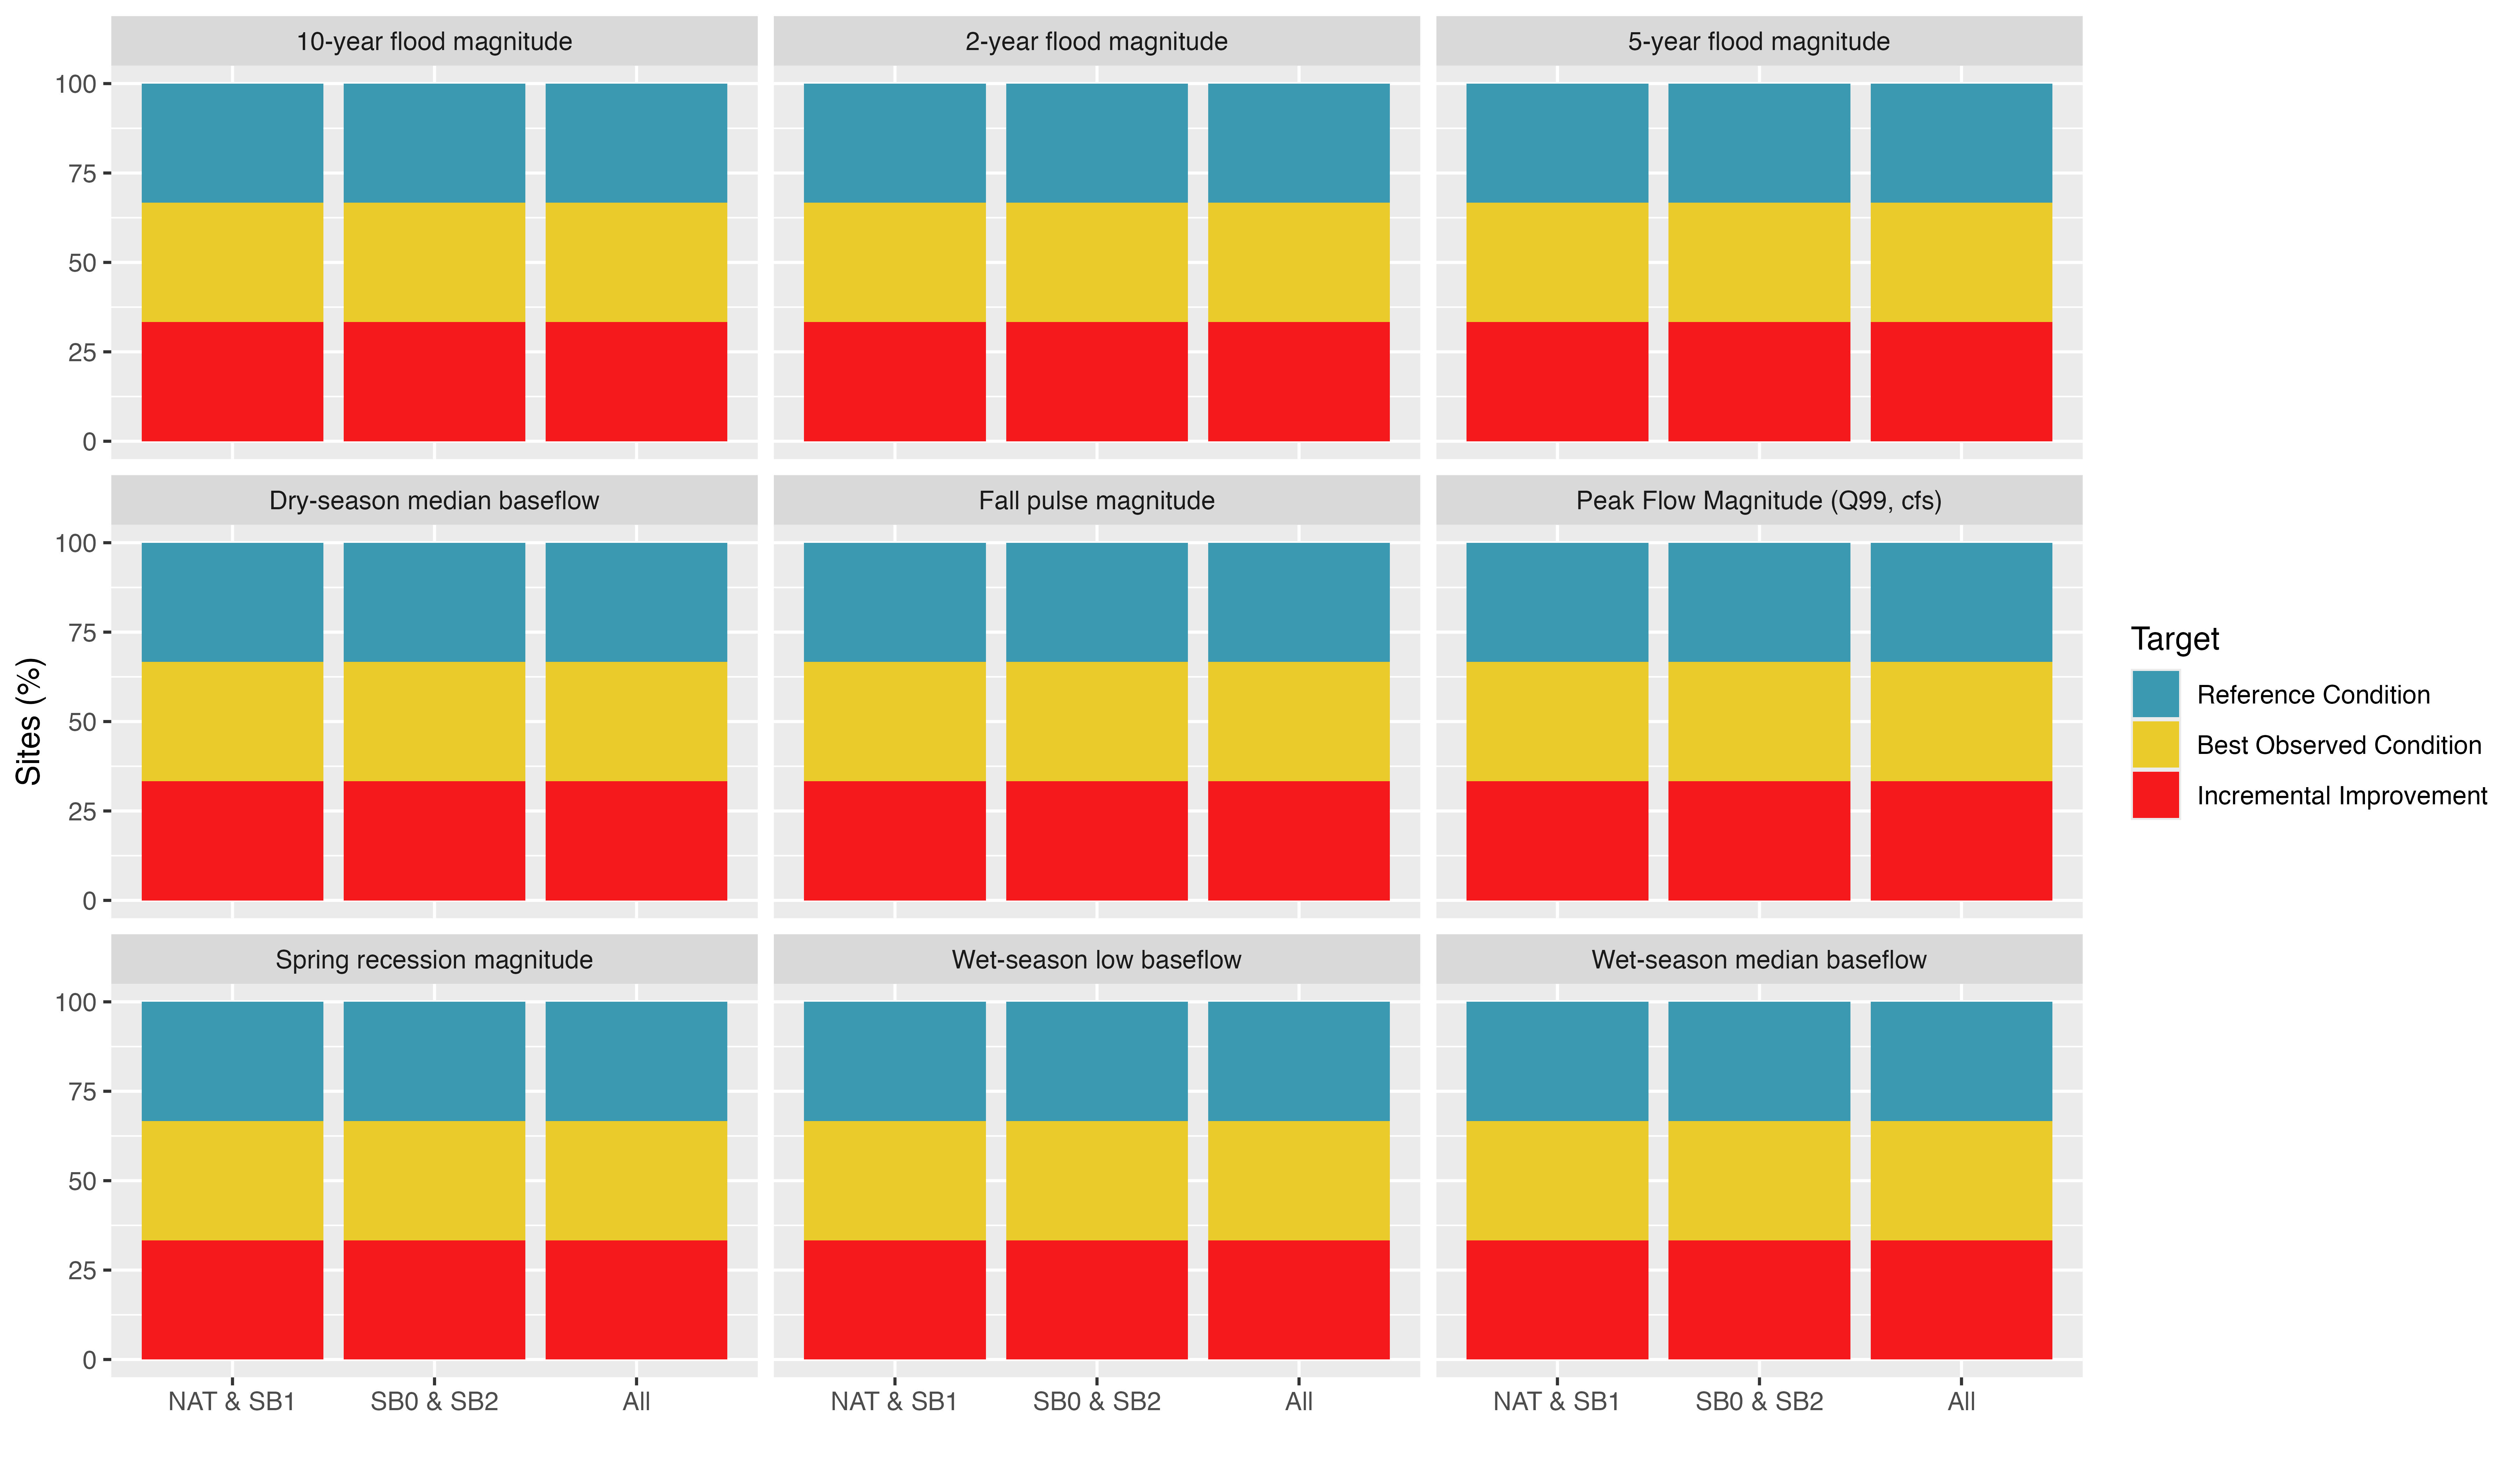 10-year flood magnitude
2-year flood magnitude
5-year flood magnitude
100
75
50
25
0
Dry-season median baseflow
Fall pulse magnitude
Peak Flow Magnitude (Q99, cfs)
100
75
50
25
0
Sites (%)
Spring recession magnitude
Wet-season low baseflow
Wet-season median baseflow
100
75
50
25
0
NAT & SB1
SB0 & SB2
All
NAT & SB1
SB0 & SB2
All
NAT & SB1
SB0 & SB2
All
Target
Reference Condition
Best Observed Condition
Incremental Improvement